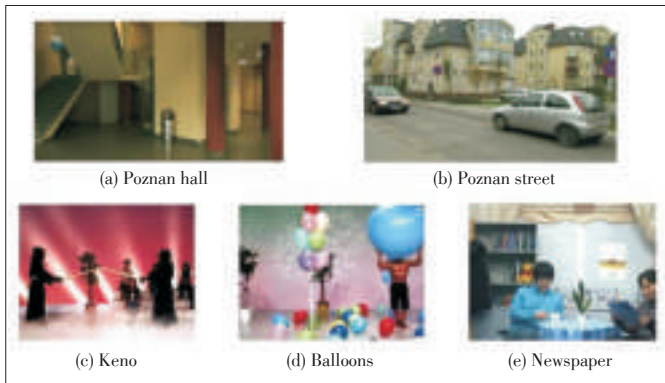 (a) Poznan hall
(b) Poznan street
(c) Keno
(d) Balloons
(e) Newspaper